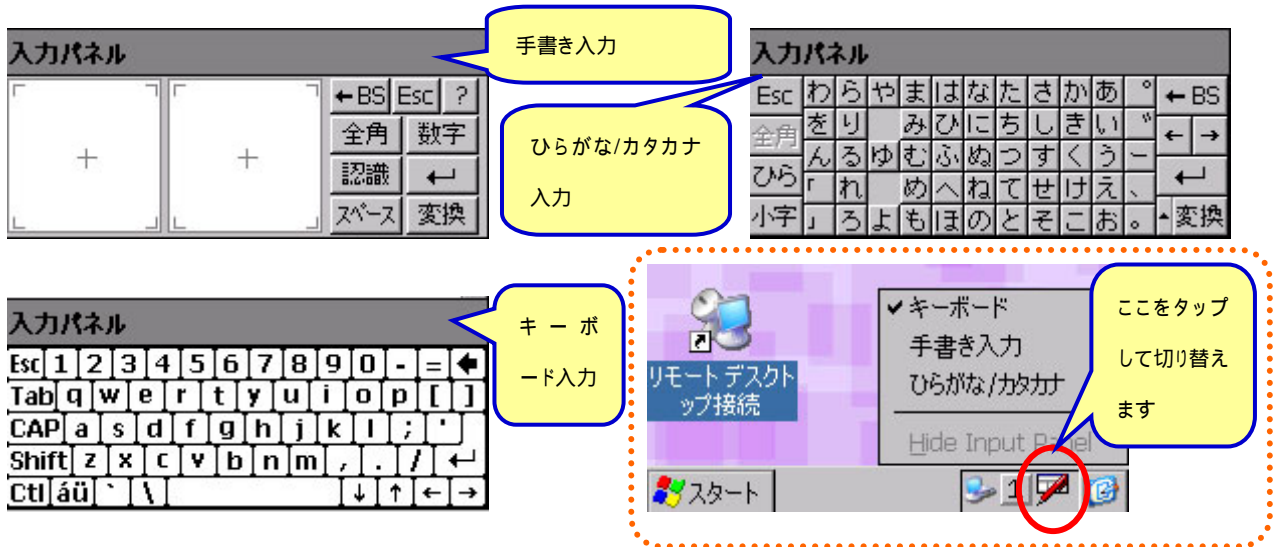 入力パネル
← BS Esc ?
全角 数字
認識 ↵
スペース 変換
手書き入力
ひらがな/カタカナ
入力
入力パネル
Esc わ ら や ま は な た さ か あ ° ← BS
全角 を り み ひ に ち し き い ゛ ← →
ん る ゆ む ふ ぬ つ す く う ー
ひら 「 れ め へ ね て せ け え 、 ↵
小字 」 ろ よ も ほ の と そ こ お 。 変換
入力パネル
Esc 1 2 3 4 5 6 7 8 9 0 - = ←
Tab q w e r t y u i o p [ ]
CAP a s d f g h j k l ; '
Shift z x c v b n m , . / ↵
Ctl áü ` \ ↓ ↑ ← →
キーボ
ード入力
リモート デスクト
ップ接続
✓キーボード
手書き入力
ひらがな/カタカナ
Hide Input Panel
ここをタップ
して切り替え
ます
スタート